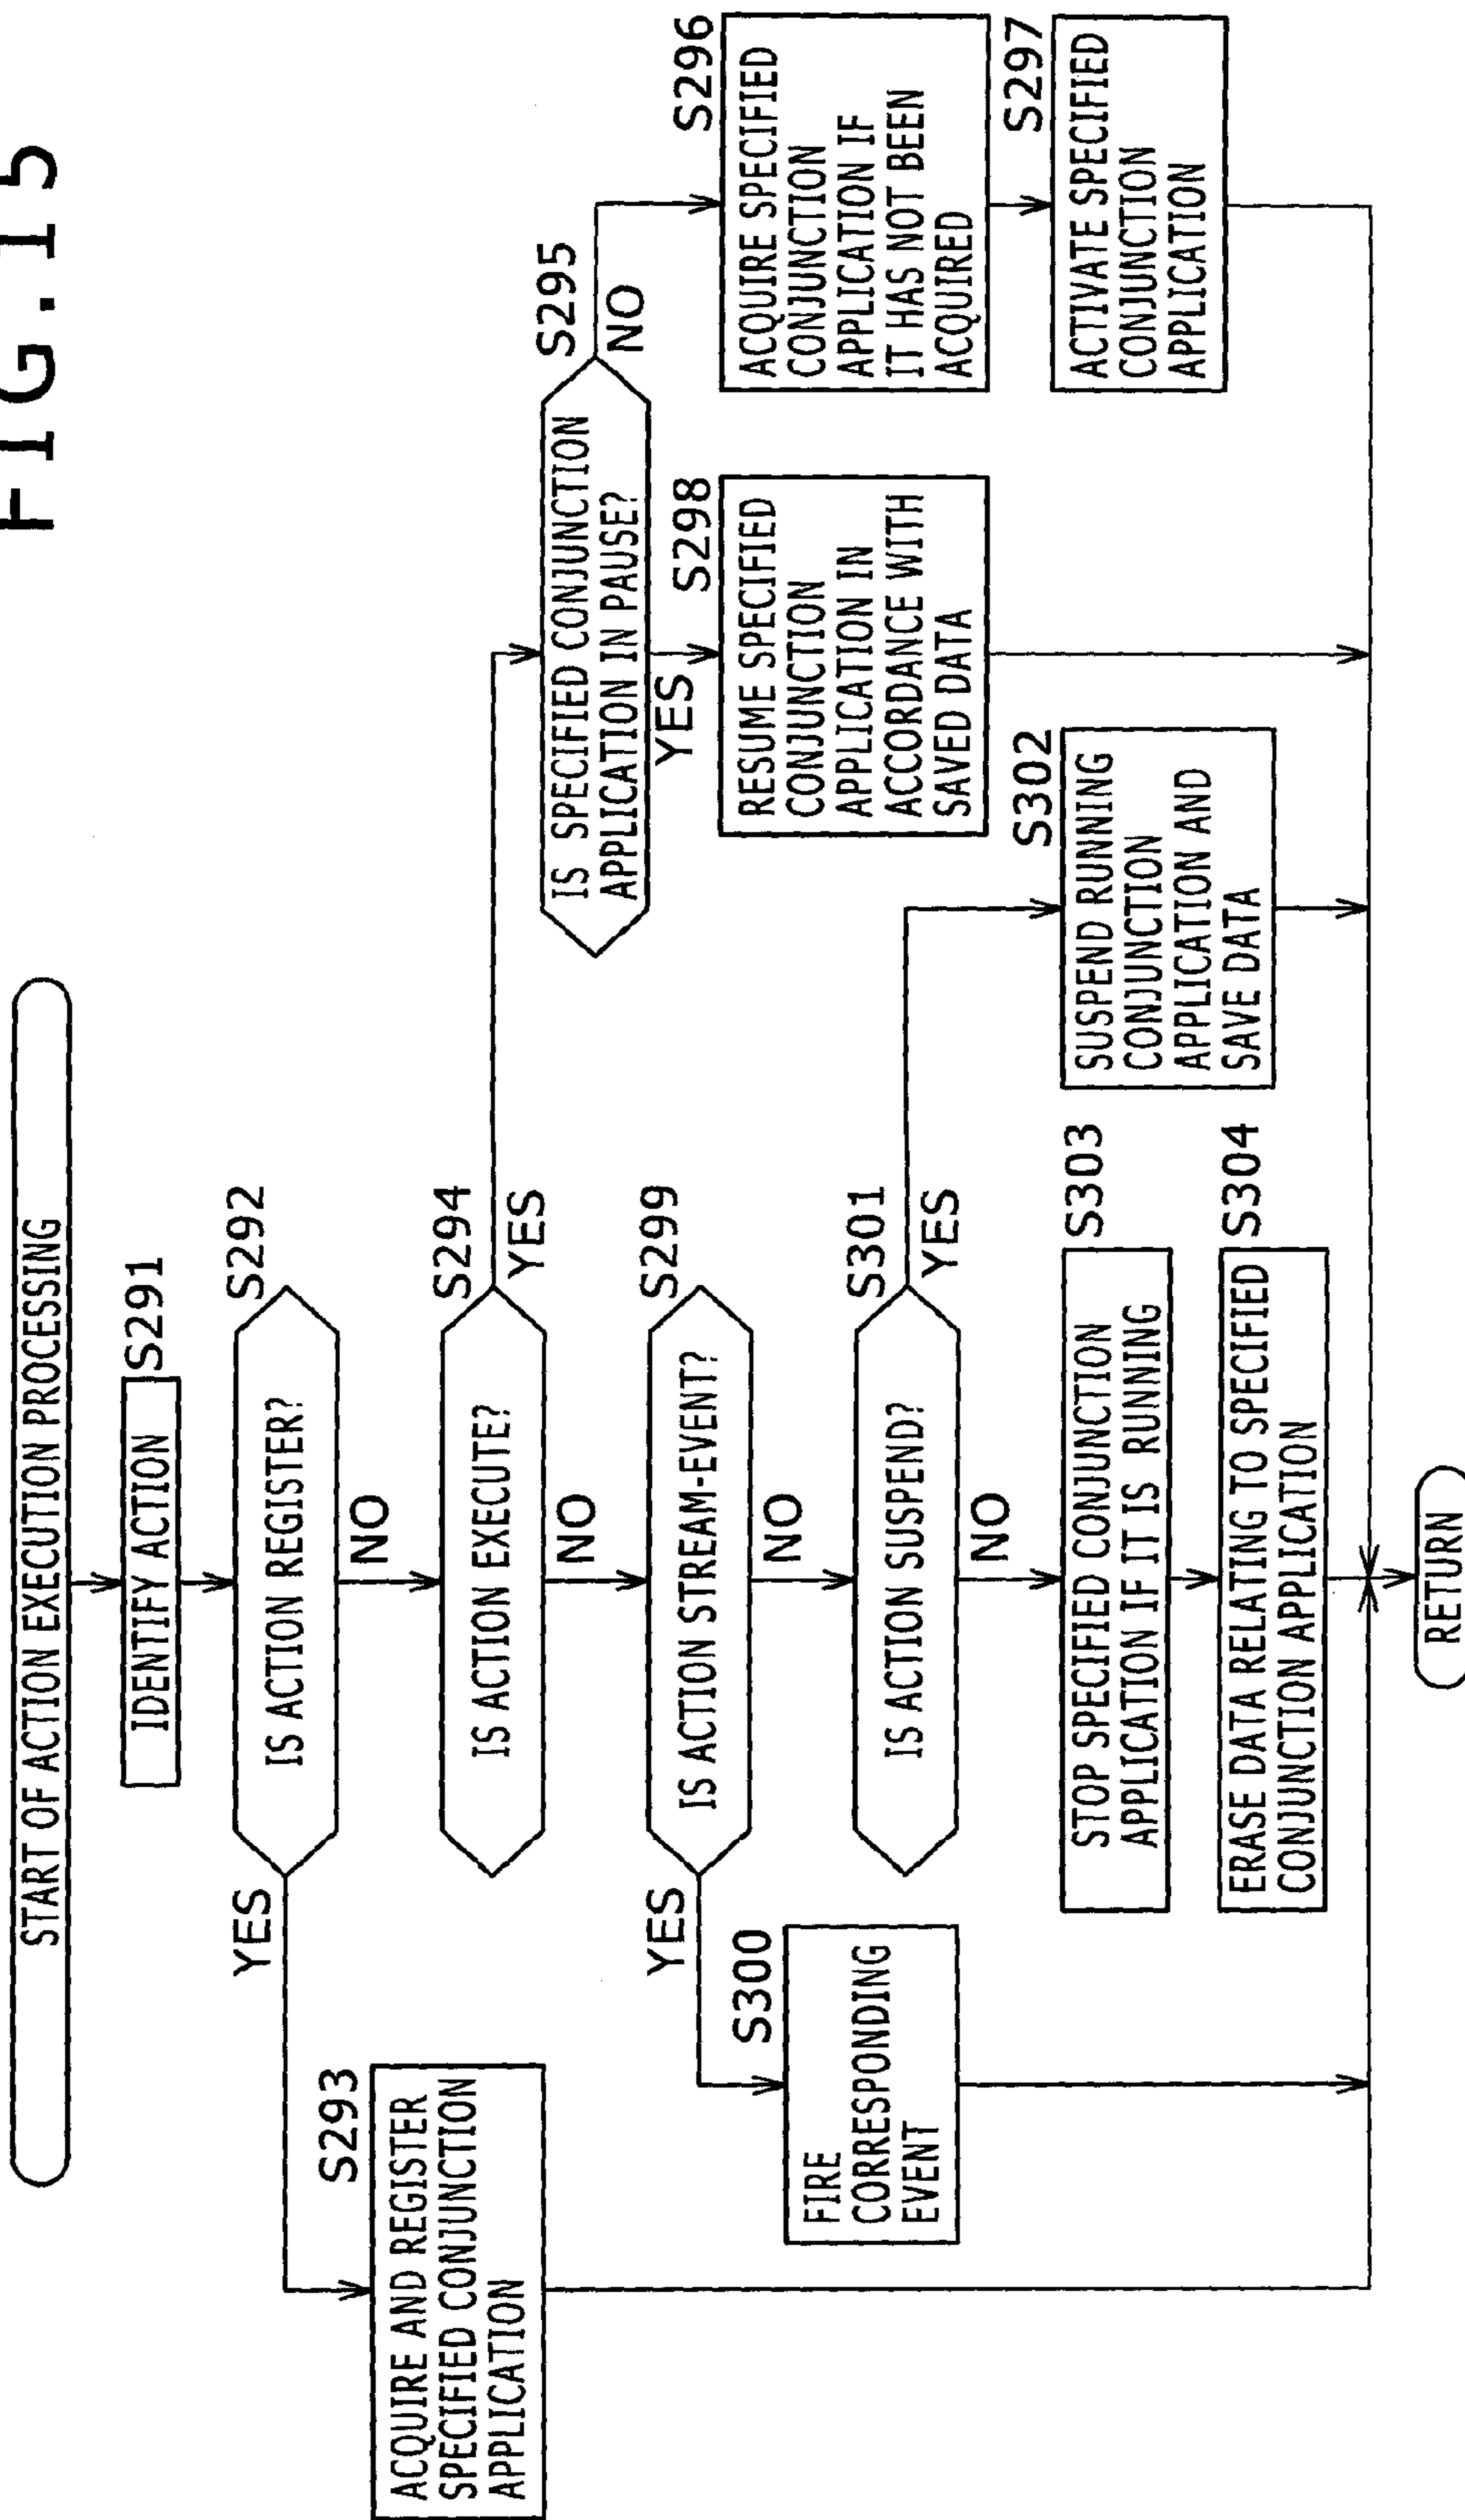 FIG.15
START OF ACTION EXECUTION PROCESSING
S291
IDENTIFY ACTION
S292
IS ACTION REGISTER?
YES
NO
S293
ACQUIRE AND REGISTER
SPECIFIED CONJUNCTION
APPLICATION
S294
IS ACTION EXECUTE?
YES
NO
S295
IS SPECIFIED CONJUNCTION
APPLICATION IN PAUSE?
NO
YES
S296
ACQUIRE SPECIFIED
CONJUNCTION
APPLICATION IF
IT HAS NOT BEEN
ACQUIRED
S297
ACTIVATE SPECIFIED
CONJUNCTION
APPLICATION
S298
RESUME SPECIFIED
CONJUNCTION
APPLICATION IN
ACCORDANCE WITH
SAVED DATA
S299
IS ACTION STREAM-EVENT?
YES
NO
S300
FIRE
CORRESPONDING
EVENT
S301
IS ACTION SUSPEND?
YES
NO
S302
SUSPEND RUNNING
CONJUNCTION
APPLICATION AND
SAVE DATA
S303
STOP SPECIFIED CONJUNCTION
APPLICATION IF IT IS RUNNING
S304
ERASE DATA RELATING TO SPECIFIED
CONJUNCTION APPLICATION
RETURN